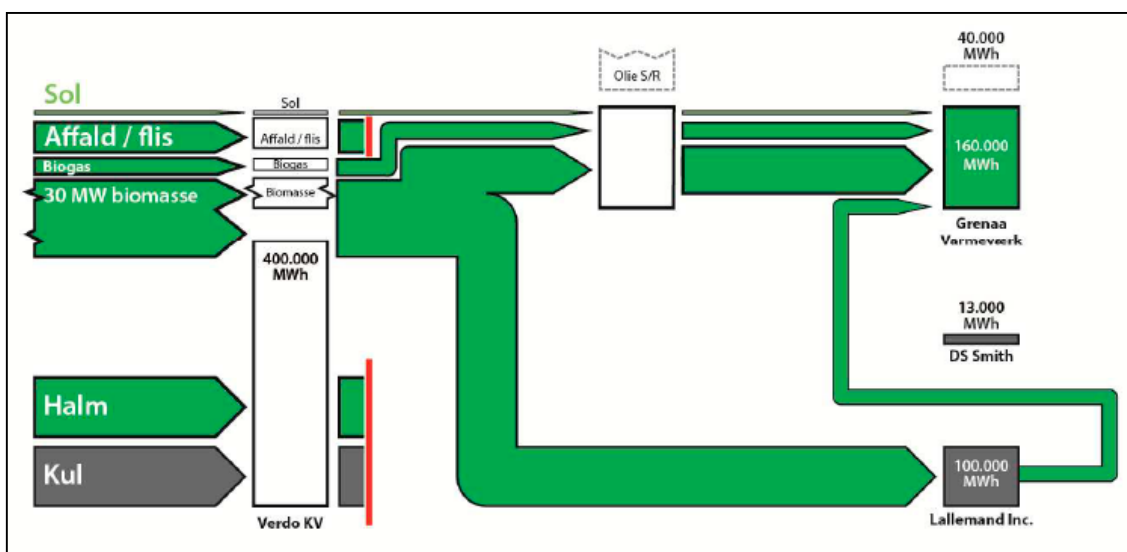 40.000
MWh
Olie S/R
Sol
Sol
Affald / flis
Affald / flis
160.000
MWh
Biogas
Biogas
30 MW biomasse
Biomasse
Grenaa
Varmeværk
400.000
MWh
13.000
MWh
DS Smith
Halm
Kul
100.000
MWh
Verdo KV
Lallemand Inc.